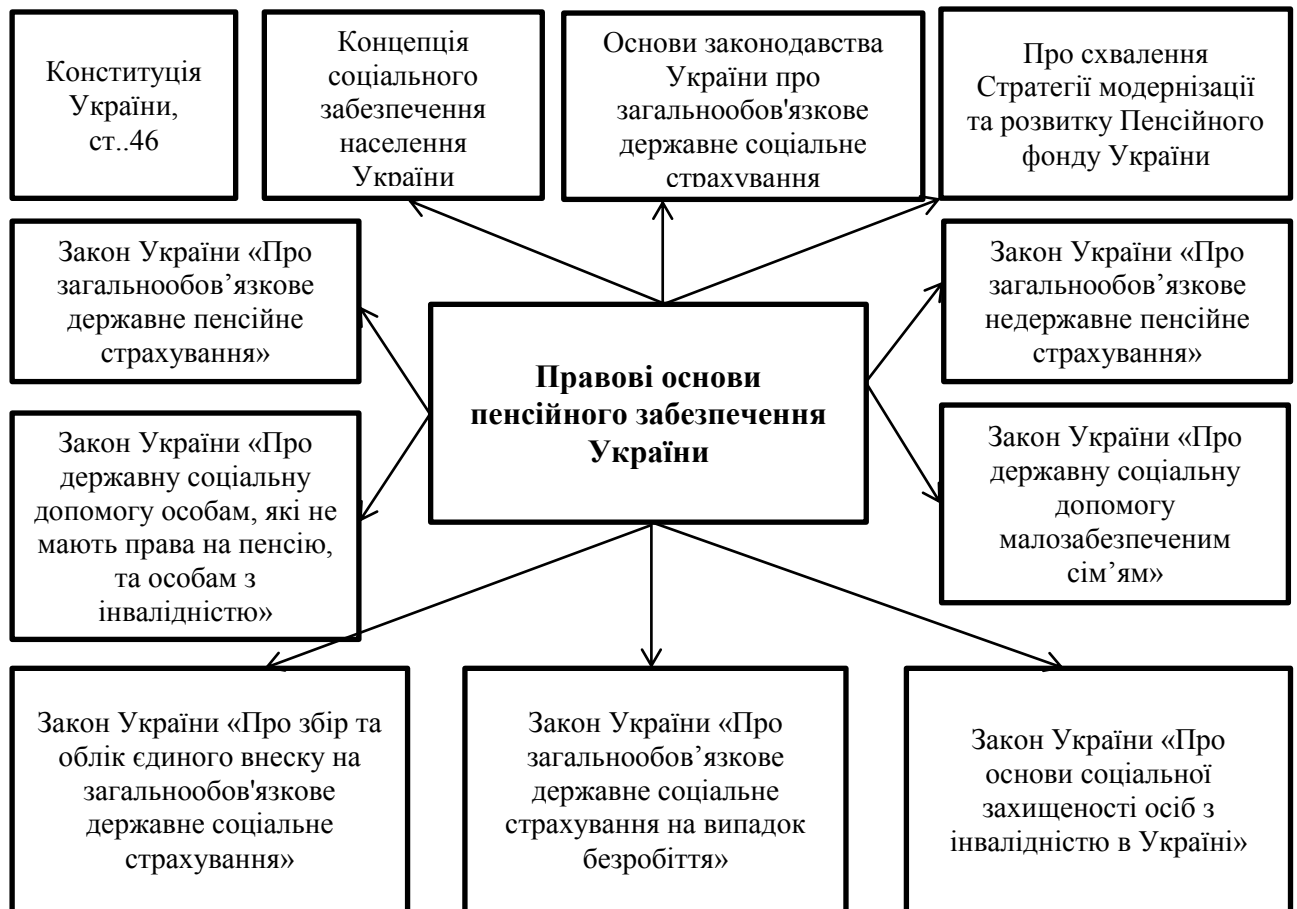 Конституція
України,
ст..46
Концепція
соціального
забезпечення
населення
України
Основи законодавства
України про
загальнообов'язкове
державне соціальне
страхування
Про схвалення
Стратегії модернізації
та розвитку Пенсійного
фонду України
Закон України «Про
загальнообов’язкове
державне пенсійне
страхування»
Закон України «Про
загальнообов’язкове
недержавне пенсійне
страхування»
Правові основи
пенсійного забезпечення
України
Закон України «Про
державну соціальну
допомогу особам, які не
мають права на пенсію,
та особам з
інвалідністю»
Закон України «Про
державну соціальну
допомогу
малозабезпеченим
сім’ям»
Закон України «Про збір та
облік єдиного внеску на
загальнообов'язкове
державне соціальне
страхування»
Закон України «Про
загальнообов’язкове
державне соціальне
страхування на випадок
безробіття»
Закон України «Про
основи соціальної
захищеності осіб з
інвалідністю в Україні»